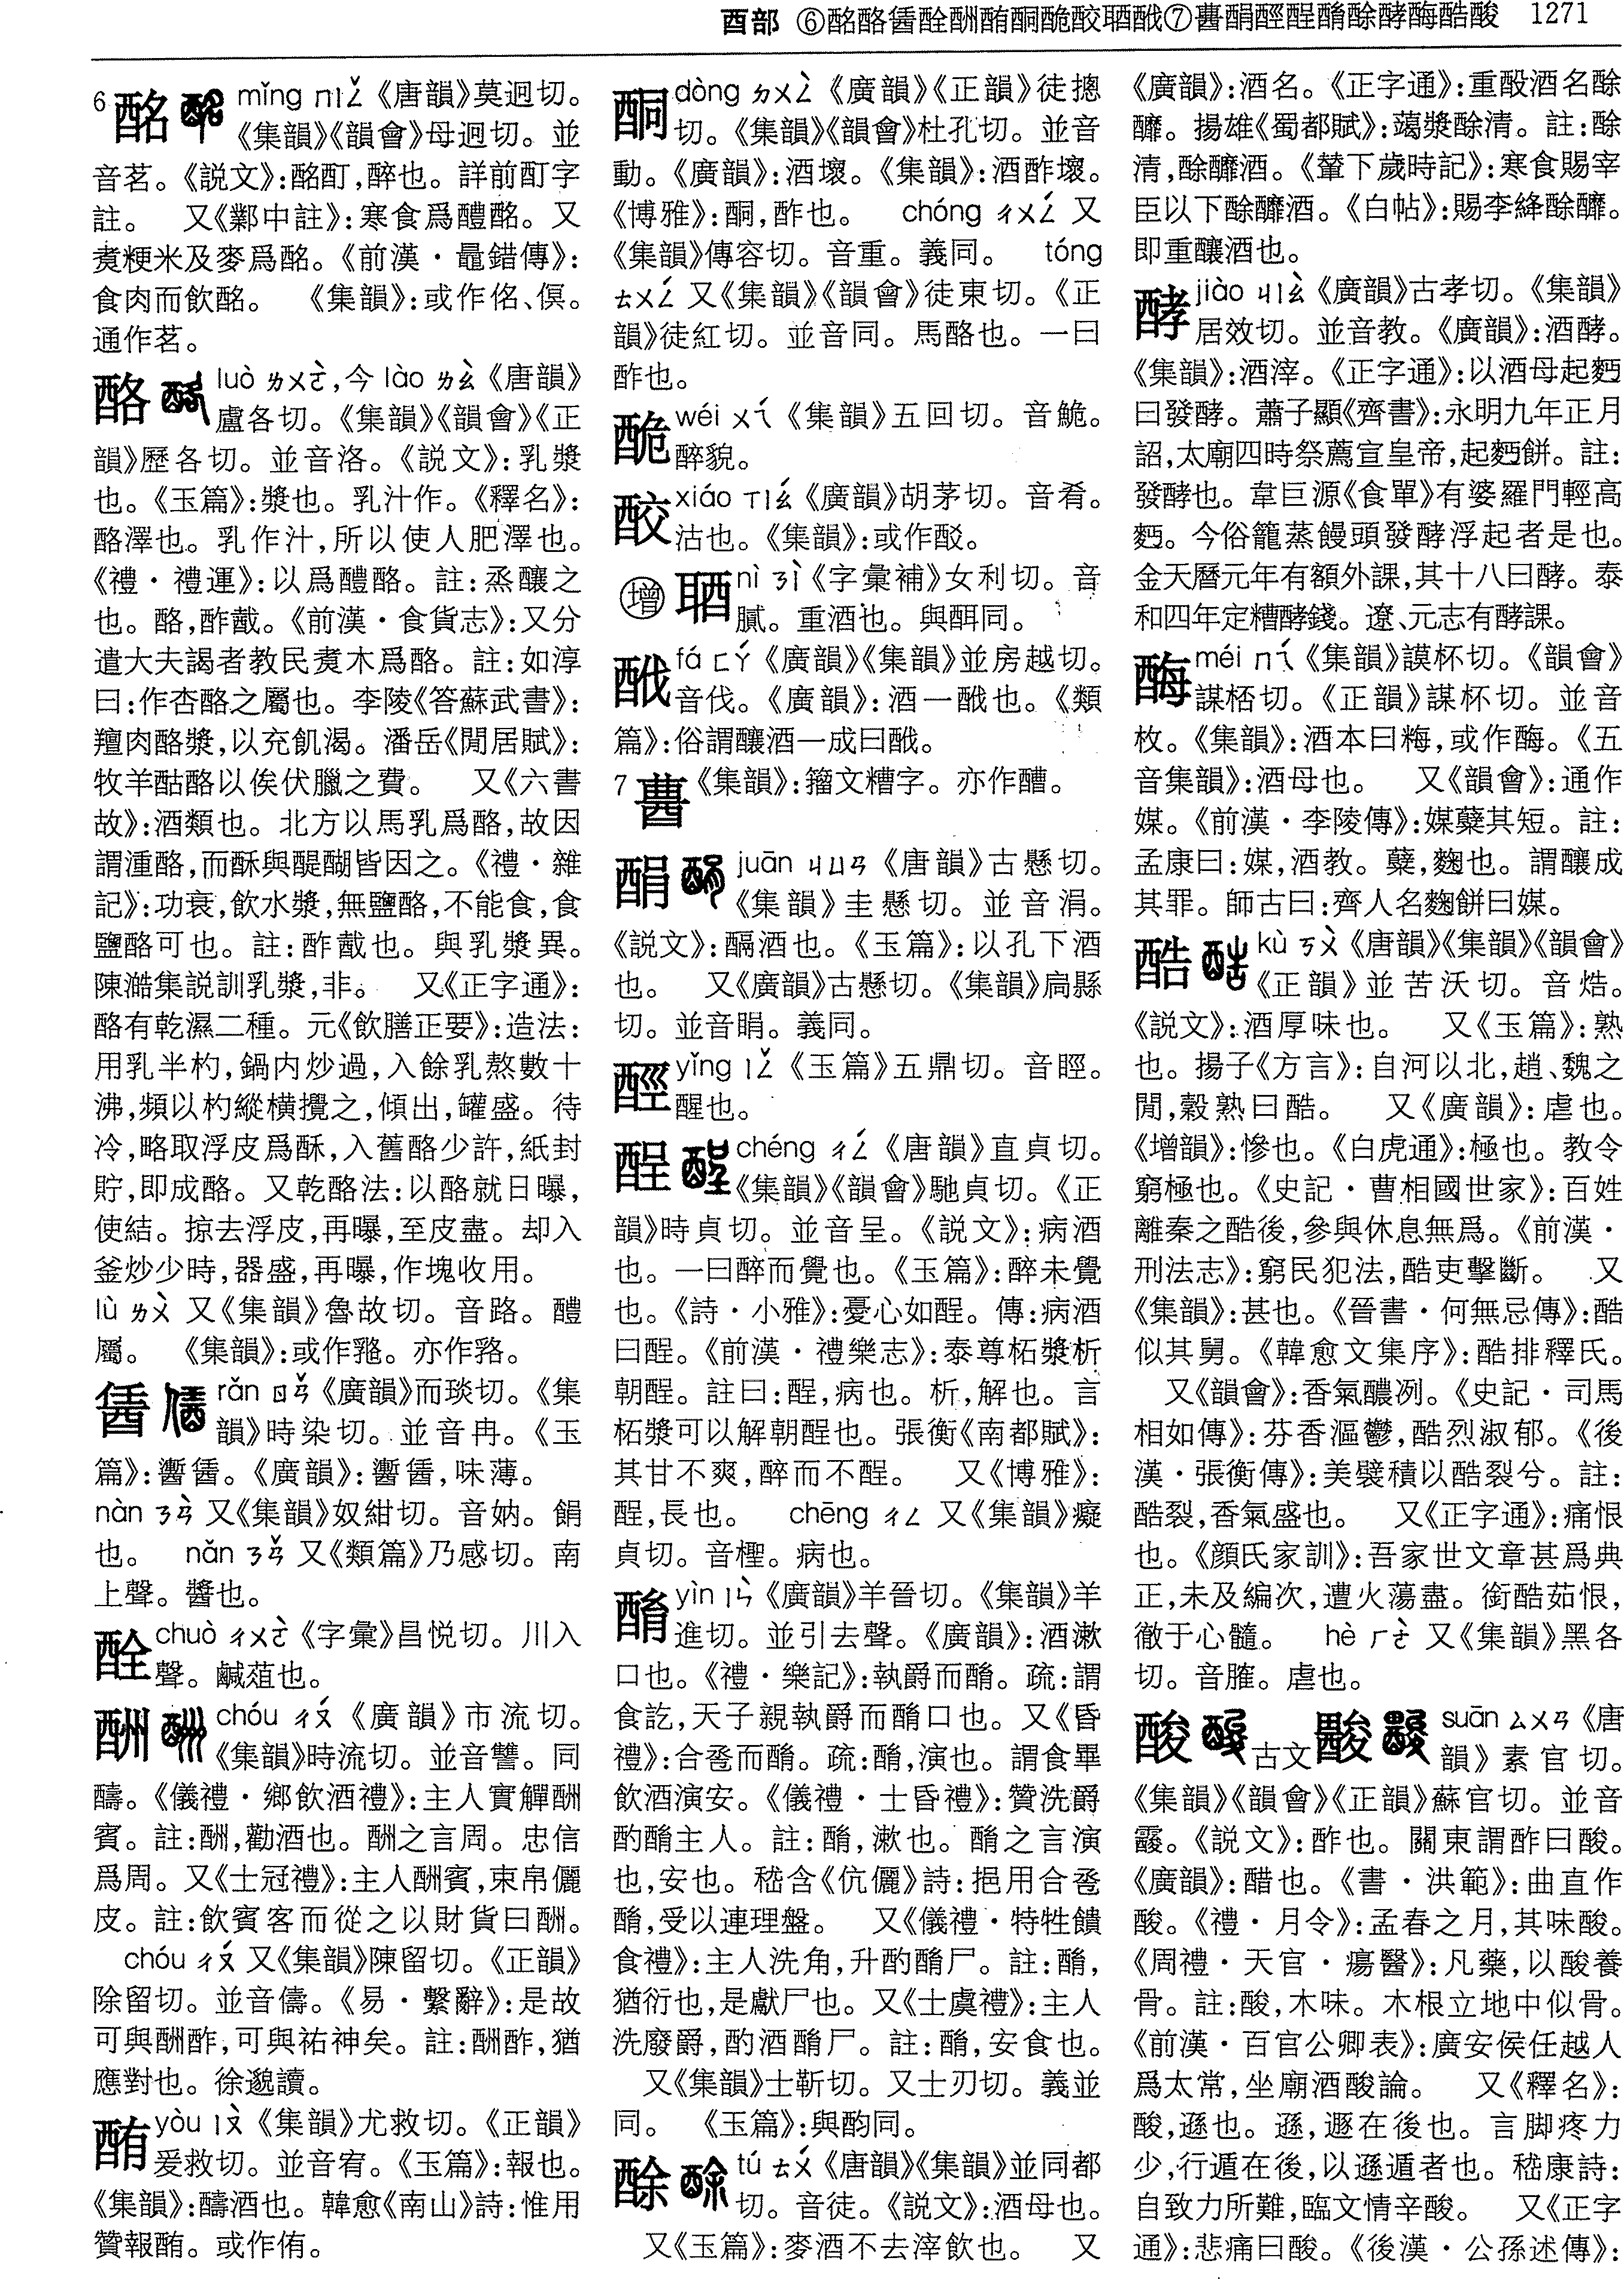 酉部 ⑥酩酪醔酫酬酭酮酼酸䣱酦⑦𨠵酳醒酲酳酴酵酶酷酸 1271
6 酩 mǐng ㄇㄧㄥˇ《唐韻》莫迥切。
《集韻》《韻會》母迥切。並
音茗。《説文》:酩酊,醉也。詳前酊字
註。 又《鄴中註》:寒食爲醴酪。又
煑粳米及麥爲酪。《前漢·鼂錯傳》:
食肉而飲酪。 《集韻》:或作佲、倶。
通作茗。
酪 luò ㄌㄨㄛˋ,今 lào ㄌㄠˋ《唐韻》
盧各切。《集韻》《韻會》《正
韻》歷各切。並音洛。《説文》:乳漿
也。《玉篇》:漿也。乳汁作。《釋名》:
酪澤也。乳作汁,所以使人肥澤也。
《禮·禮運》:以爲醴酪。註:烝釀之
也。酪,酢酨。《前漢·食貨志》:又分
遣大夫謁者教民煑木爲酪。註:如淳
曰:作杏酪之屬也。李陵《答蘇武書》:
羶肉酪漿,以充飢渴。潘岳《閒居賦》:
牧羊酤酪以俟伏臘之費。 又《六書
故》:酒類也。北方以馬乳爲酪,故因
謂湩酪,而酥與醍醐皆因之。《禮·雜
記》:功衰,飲水漿,無鹽酪,不能食,食
鹽酪可也。註:酢酨也。與乳漿異。
陳澔集説訓乳漿,非。 又《正字通》:
酪有乾濕二種。元《飲膳正要》:造法:
用乳半杓,鍋内炒過,入餘乳熬數十
沸,頻以杓縱横攪之,傾出,罐盛。待
冷,略取浮皮爲酥,入舊酪少許,紙封
貯,即成酪。又乾酪法:以酪就日曝,
使結。掠去浮皮,再曝,至皮盡。却入
釜炒少時,器盛,再曝,作塊收用。
lù ㄌㄨˋ 又《集韻》魯故切。音路。醴
屬。 《集韻》:或作𩐋。亦作𩊚。
rǎn ㄖㄢˇ《廣韻》而琰切。《集
韻》時染切。並音冉。《玉
篇》:䤘。《廣韻》:味薄。
nàn ㄋㄢˋ 又《集韻》奴紺切。音妠。䬼
也。 nǎn ㄋㄢˇ 又《類篇》乃感切。南
上聲。醬也。
chuò ㄔㄨㄛˋ《字彙》昌悦切。川入
聲。鹹菹也。
酬 chóu ㄔㄡˊ《廣韻》市流切。
《集韻》時流切。並音讐。同
醻。《儀禮·鄉飲酒禮》:主人實觶酬
賓。註:酬,勸酒也。酬之言周。忠信
爲周。又《士冠禮》:主人酬賓,束帛儷
皮。註:飲賓客而從之以財貨曰酬。
chóu ㄔㄡˊ 又《集韻》陳留切。《正韻》
除留切。並音儔。《易·繫辭》:是故
可與酬酢,可與祐神矣。註:酬酢,猶
應對也。徐邈讀。
酭 yòu ㄧㄡˋ《集韻》尤救切。《正韻》
爰救切。並音宥。《玉篇》:報也。
《集韻》:醻酒也。韓愈《南山》詩:惟用
贊報酭。或作侑。
酮 dòng ㄉㄨㄥˋ《廣韻》《正韻》徒摠
切。《集韻》《韻會》杜孔切。並音
動。《廣韻》:酒壞。《集韻》:酒酢壞。
《博雅》:酮,酢也。 chóng ㄔㄨㄥˊ 又
《集韻》傳容切。音重。義同。 tóng
ㄊㄨㄥˊ 又《集韻》《韻會》徒東切。《正
韻》徒紅切。並音同。馬酪也。一曰
酢也。
wéi ㄨㄟˊ《集韻》五回切。音鮠。
醉貌。
xiáo ㄒㄧㄠˊ《廣韻》胡茅切。音肴。
沽也。《集韻》:或作酘。
增 nì ㄋㄧˋ《字彙補》女利切。音
膩。重酒也。與酻同。
fá ㄈㄚˊ《廣韻》《集韻》並房越切。
音伐。《廣韻》:酒一酦也。《類
篇》:俗謂釀酒一成曰酦。
7 《集韻》:籀文糟字。亦作醩。
juān ㄐㄩㄢ《唐韻》古懸切。
《集韻》圭懸切。並音涓。
《説文》:醨酒也。《玉篇》:以孔下酒
也。 又《廣韻》古懸切。《集韻》扃縣
切。並音睊。義同。
yǐng ㄧㄥˇ《玉篇》五鼎切。音脛。
醒也。
酲 chéng ㄔㄥˊ《唐韻》直貞切。
《集韻》《韻會》馳貞切。《正
韻》時貞切。並音呈。《説文》:病酒
也。一曰醉而覺也。《玉篇》:醉未覺
也。《詩·小雅》:憂心如酲。傳:病酒
曰酲。《前漢·禮樂志》:泰尊柘漿析
朝酲。註曰:酲,病也。析,解也。言
柘漿可以解朝酲也。張衡《南都賦》:
其甘不爽,醉而不酲。 又《博雅》:
酲,長也。 chēng ㄔㄥ 又《集韻》癡
貞切。音檉。病也。
酳 yìn ㄧㄣˋ《廣韻》羊晉切。《集韻》羊
進切。並引去聲。《廣韻》:酒漱
口也。《禮·樂記》:執爵而酳。疏:謂
食訖,天子親執爵而酳口也。又《昏
禮》:合卺而酳。疏:酳,演也。謂食畢
飲酒演安。《儀禮·士昏禮》:贊洗爵
酌酳主人。註:酳,漱也。酳之言演
也,安也。嵇含《伉儷》詩:挹用合卺
酳,受以連理盤。 又《儀禮·特牲饋
食禮》:主人洗角,升酌酳尸。註:酳,
猶衍也,是獻尸也。又《士虞禮》:主人
洗廢爵,酌酒酳尸。註:酳,安食也。
又《集韻》士靳切。又士刃切。義並
同。 《玉篇》:與酌同。
酴 tú ㄊㄨˊ《唐韻》《集韻》並同都
切。音徒。《説文》:酒母也。
又《玉篇》:麥酒不去滓飲也。 又
《廣韻》:酒名。《正字通》:重酘酒名酴
醾。揚雄《蜀都賦》:蒟漿酴清。註:酴
清,酴醾酒。《輦下歲時記》:寒食賜宰
臣以下酴醾酒。《白帖》:賜李絳酴醾。
即重釀酒也。
酵 jiào ㄐㄧㄠˋ《廣韻》古孝切。《集韻》
居效切。並音教。《廣韻》:酒酵。
《集韻》:酒滓。《正字通》:以酒母起麪
曰發酵。蕭子顯《齊書》:永明九年正月
詔,太廟四時祭薦宣皇帝,起麪餅。註:
發酵也。韋巨源《食單》有婆羅門輕高
麪。今俗籠蒸饅頭發酵浮起者是也。
金天曆元年有額外課,其十八曰酵。泰
和四年定糟酵錢。遼、元志有酵課。
酶 méi ㄇㄟˊ《集韻》謨杯切。《韻會》
謀桮切。《正韻》謀杯切。並音
枚。《集韻》:酒本曰䊈,或作酶。《五
音集韻》:酒母也。 又《韻會》:通作
媒。《前漢·李陵傳》:媒糱其短。註:
孟康曰:媒,酒教。糱,麴也。謂釀成
其罪。師古曰:齊人名麴餅曰媒。
酷 kù ㄎㄨˋ《唐韻》《集韻》《韻會》
《正韻》並苦沃切。音焅。
《説文》:酒厚味也。 又《玉篇》:熟
也。揚子《方言》:自河以北,趙、魏之
閒,穀熟曰酷。 又《廣韻》:虐也。
《增韻》:慘也。《白虎通》:極也。教令
窮極也。《史記·曹相國世家》:百姓
離秦之酷後,參與休息無爲。《前漢·
刑法志》:窮民犯法,酷吏擊斷。 又
《集韻》:甚也。《晉書·何無忌傳》:酷
似其舅。《韓愈文集序》:酷排釋氏。
又《韻會》:香氣醲冽。《史記·司馬
相如傳》:芬香漚鬱,酷烈淑郁。《後
漢·張衡傳》:美襞積以酷裂兮。註:
酷裂,香氣盛也。 又《正字通》:痛恨
也。《顔氏家訓》:吾家世文章甚爲典
正,未及編次,遭火蕩盡。銜酷茹恨,
徹于心髓。 hè ㄏㄜˋ 又《集韻》黑各
切。音臛。虐也。
酸 古文 suān ㄙㄨㄢ《唐
韻》素官切。
《集韻》《韻會》《正韻》蘇官切。並音
霰。《説文》:酢也。關東謂酢曰酸。
《廣韻》:醋也。《書·洪範》:曲直作
酸。《禮·月令》:孟春之月,其味酸。
《周禮·天官·瘍醫》:凡藥,以酸養
骨。註:酸,木味。木根立地中似骨。
《前漢·百官公卿表》:廣安侯任越人
爲太常,坐廟酒酸論。 又《釋名》:
酸,遜也。遜,遯在後也。言脚疼力
少,行遁在後,以遜遁者也。嵇康詩:
自致力所難,臨文情辛酸。 又《正字
通》:悲痛曰酸。《後漢·公孫述傳》: